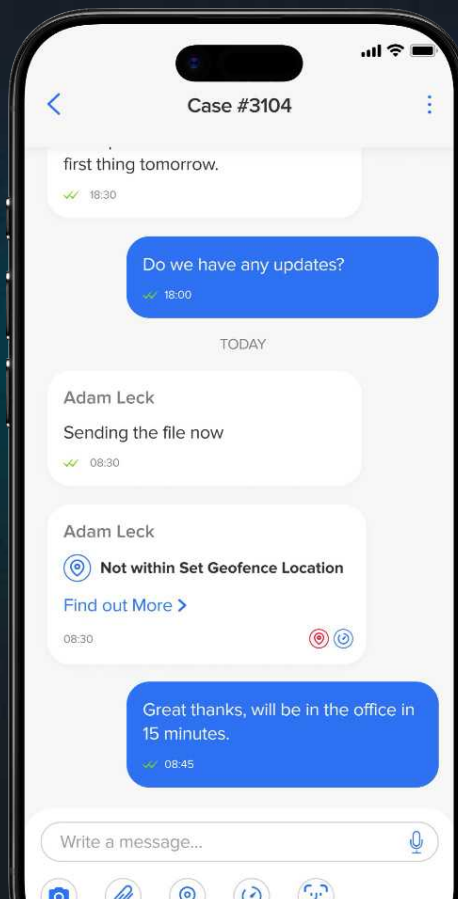 Case #3104
first thing tomorrow.
18:30
Do we have any updates?
18:00
TODAY
Adam Leck
Sending the file now
08:30
Adam Leck
Not within Set Geofence Location
Find out More >
08:30
Great thanks, will be in the office in
15 minutes.
08:45
Write a message...